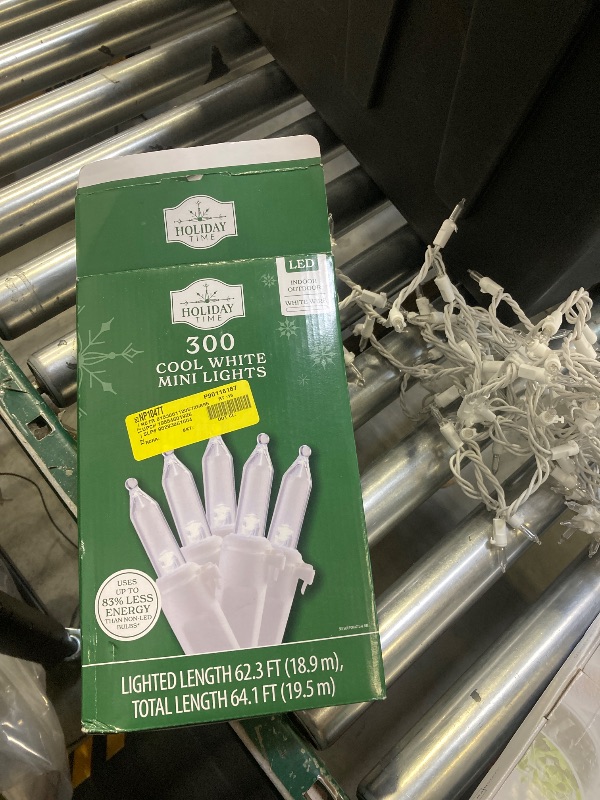 HOLIDAY
TIME
LED
INDOOR
OUTDOOR
WHITE WIRE
HOLIDAY
TIME
300
COOL WHITE
MINI LIGHTS
P90116187
NP1047T
USES
UP TO
83% LESS
ENERGY
THAN NON-LED
BULBS*
LIGHTED LENGTH 62.3 FT (18.9 m),
TOTAL LENGTH 64.1 FT (19.5 m)